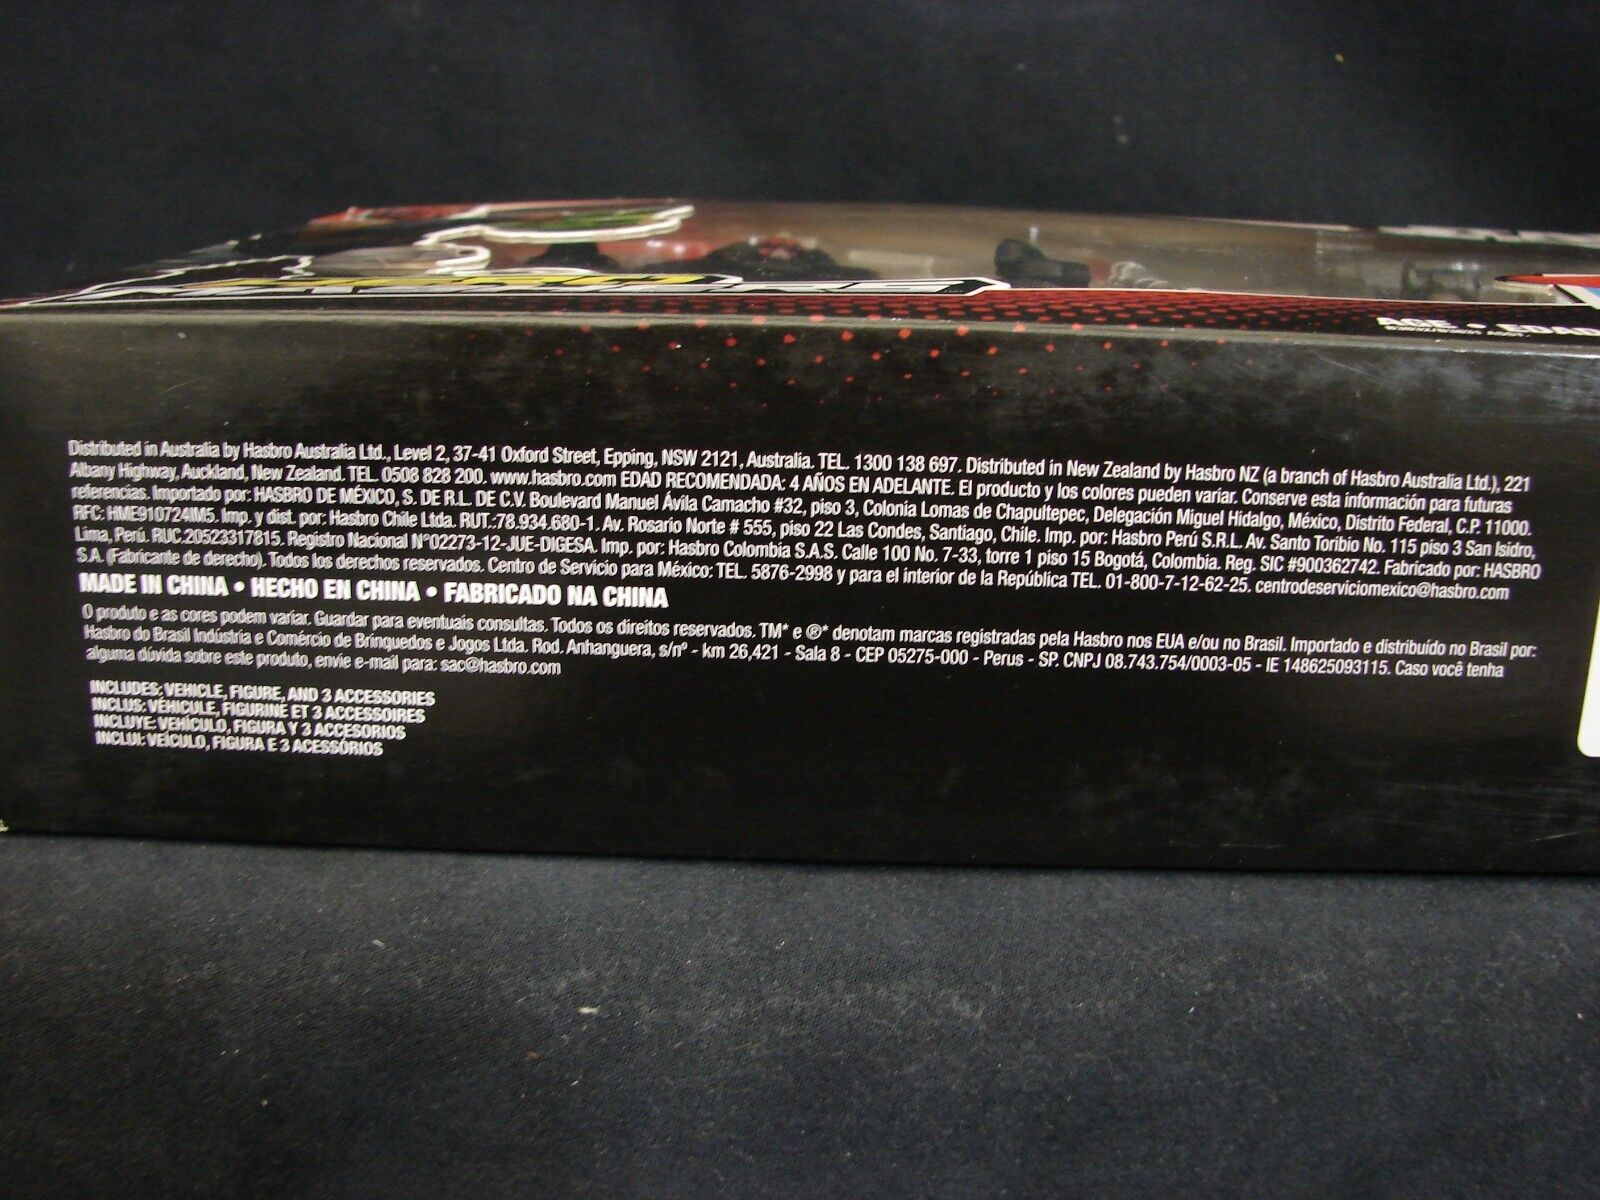 AGE • EDAD
Distributed in Australia by Hasbro Australia Ltd., Level 2, 37-41 Oxford Street, Epping, NSW 2121, Australia. TEL. 1300 138 697. Distributed in New Zealand by Hasbro NZ (a branch of Hasbro Australia Ltd.), 221
Albany Highway, Auckland, New Zealand. TEL. 0508 828 200. www.hasbro.com EDAD RECOMENDADA: 4 AÑOS EN ADELANTE. El producto y los colores pueden variar. Conserve esta información para futuras
referencias. Importado por: HASBRO DE MÉXICO, S. DE R.L. DE C.V. Boulevard Manuel Ávila Camacho #32, piso 3, Colonia Lomas de Chapultepec, Delegación Miguel Hidalgo, México, Distrito Federal, C.P. 11000.
RFC: HME910724IM5. Imp. y dist. por: Hasbro Chile Ltda. RUT.:78.934.680-1. Av. Rosario Norte # 555, piso 22 Las Condes, Santiago, Chile. Imp. por: Hasbro Perú S.R.L. Av. Santo Toribio No. 115 piso 3 San Isidro,
Lima, Perú. RUC.20523317815. Registro Nacional N°02273-12-JUE-DIGESA. Imp. por: Hasbro Colombia S.A.S. Calle 100 No. 7-33, torre 1 piso 15 Bogotá, Colombia. Reg. SIC #900362742. Fabricado por: HASBRO
S.A. (Fabricante de derecho). Todos los derechos reservados. Centro de Servicio para México: TEL. 5876-2998 y para el interior de la República TEL. 01-800-7-12-62-25. centrodeserviciomexico@hasbro.com
MADE IN CHINA • HECHO EN CHINA • FABRICADO NA CHINA
O produto e as cores podem variar. Guardar para eventuais consultas. Todos os direitos reservados. TM* e ®* denotam marcas registradas pela Hasbro nos EUA e/ou no Brasil. Importado e distribuído no Brasil por:
Hasbro do Brasil Indústria e Comércio de Brinquedos e Jogos Ltda. Rod. Anhanguera, s/nº - km 26,421 - Sala 8 - CEP 05275-000 - Perus - SP. CNPJ 08.743.754/0003-05 - IE 148625093115. Caso você tenha
alguma dúvida sobre este produto, envie e-mail para: sac@hasbro.com
INCLUDES: VEHICLE, FIGURE, AND 3 ACCESSORIES
INCLUS: VÉHICULE, FIGURINE ET 3 ACCESSOIRES
INCLUYE: VEHÍCULO, FIGURA Y 3 ACCESORIOS
INCLUI: VEÍCULO, FIGURA E 3 ACESSÓRIOS